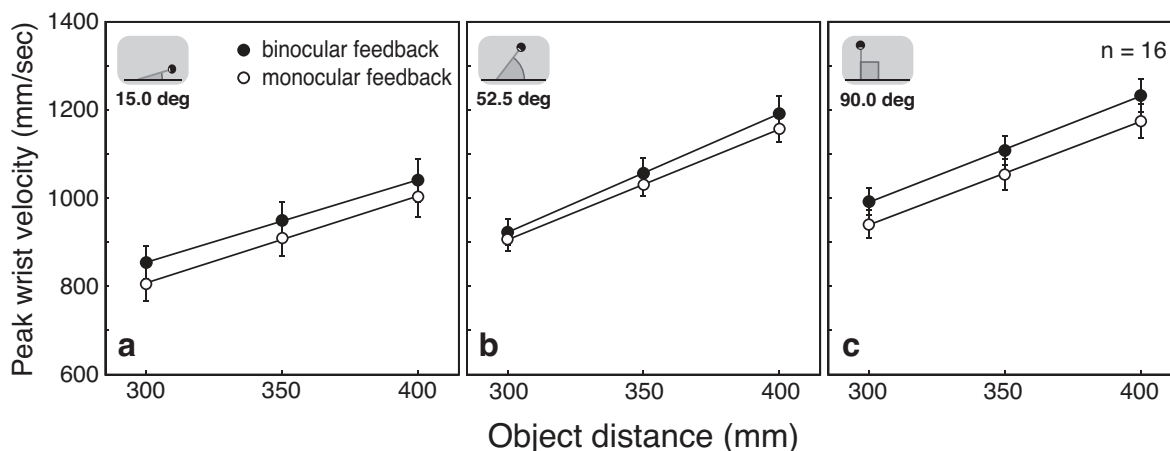 1400
1200
1000
800
600
Peak wrist velocity (mm/sec)
15.0 deg
binocular feedback
monocular feedback
a
300 350 400
52.5 deg
b
300 350 400
90.0 deg
n = 16
c
300 350 400
Object distance (mm)